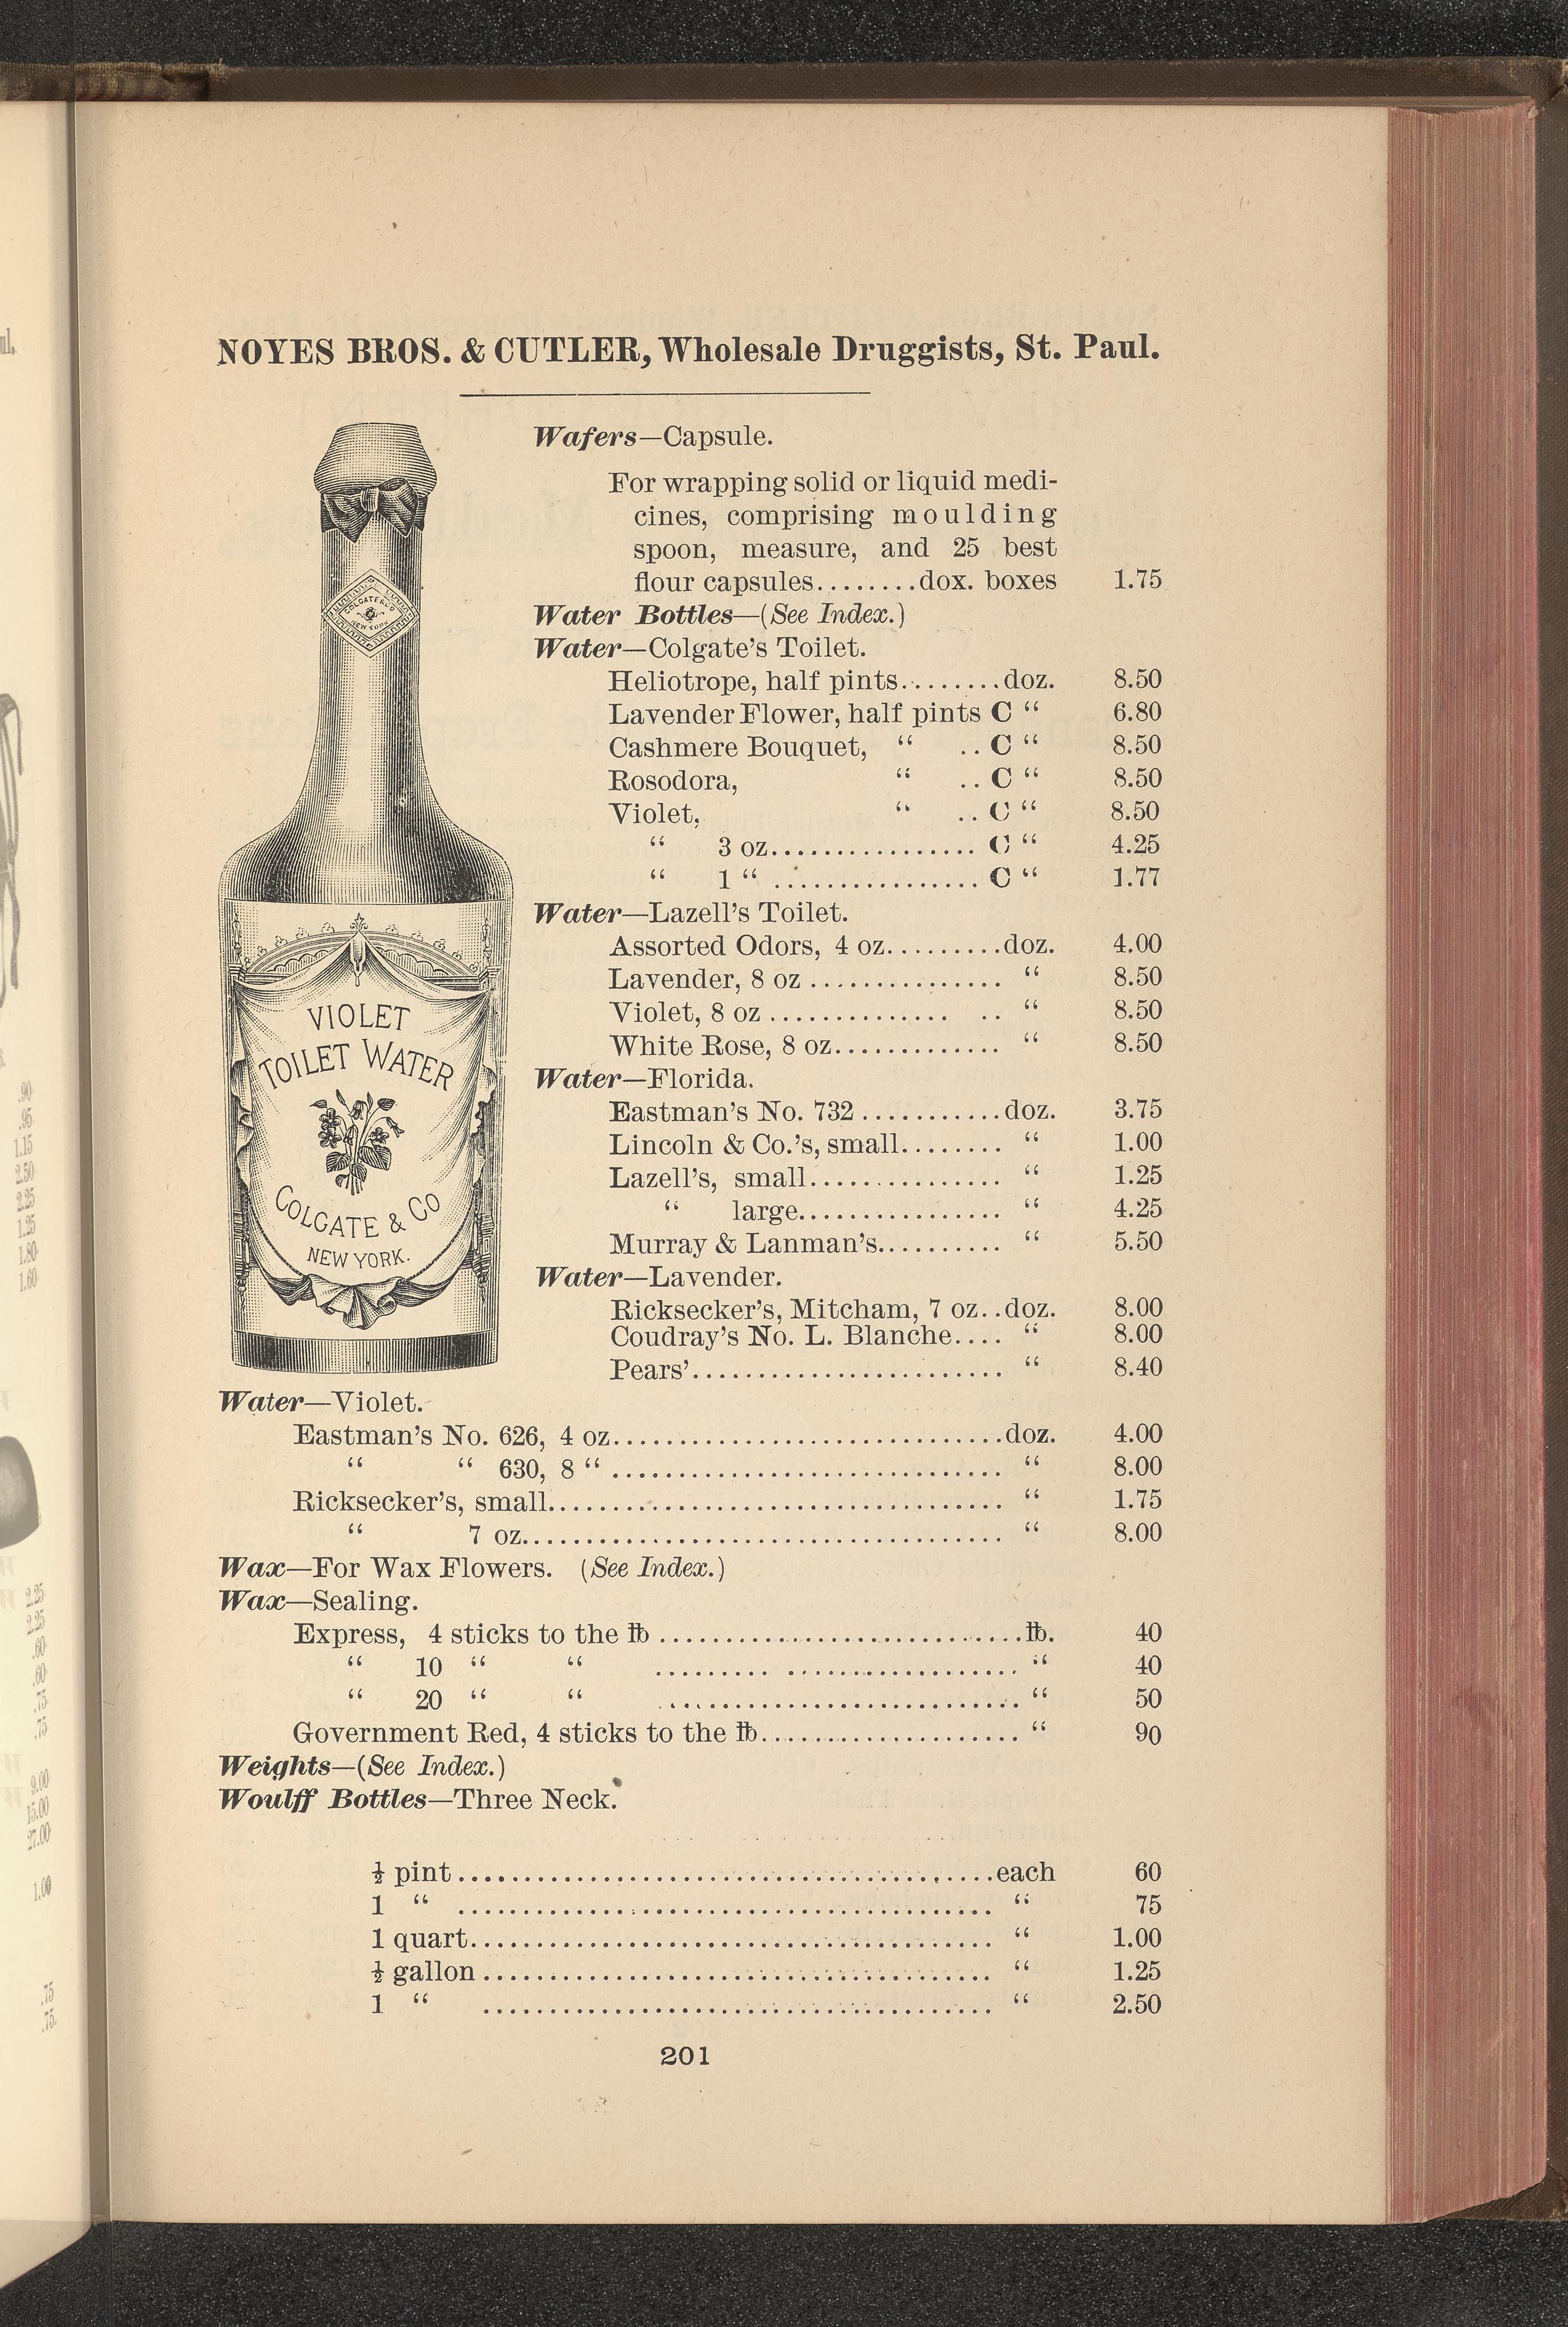 NOYES BROS. & CUTLER, Wholesale Druggists, St. Paul.
COLGATE & CO
NEW YORK
VIOLET
TOILET WATER
COLGATE & CO
NEW YORK.
Wafers—Capsule.
For wrapping solid or liquid medi-
cines, comprising moulding
spoon, measure, and 25 best
flour capsules........dox. boxes 1.75
Water Bottles—(See Index.)
Water—Colgate's Toilet.
Heliotrope, half pints........doz. 8.50
Lavender Flower, half pints C “ 6.80
Cashmere Bouquet, “ .. C “ 8.50
Rosodora, “ .. C “ 8.50
Violet, “ .. C “ 8.50
“ 3 oz................ C “ 4.25
“ 1 “ ................ C “ 1.77
Water—Lazell's Toilet.
Assorted Odors, 4 oz.........doz. 4.00
Lavender, 8 oz ............... “ 8.50
Violet, 8 oz .............. .. “ 8.50
White Rose, 8 oz............. “ 8.50
Water—Florida.
Eastman's No. 732 ...........doz. 3.75
Lincoln & Co.'s, small........ “ 1.00
Lazell's, small............... “ 1.25
“ large................ “ 4.25
Murray & Lanman's.......... “ 5.50
Water—Lavender.
Ricksecker's, Mitcham, 7 oz..doz. 8.00
Coudray's No. L. Blanche.... “ 8.00
Pears'........................ “ 8.40
Water—Violet.
Eastman's No. 626, 4 oz..............................doz. 4.00
“ “ 630, 8 “ .............................. “ 8.00
Ricksecker's, small................................... “ 1.75
“ 7 oz..................................... “ 8.00
Wax—For Wax Flowers. (See Index.)
Wax—Sealing.
Express, 4 sticks to the ℔ ............................℔. 40
“ 10 “ “ ......... .................. “ 40
“ 20 “ “ ........................... “ 50
Government Red, 4 sticks to the ℔.................... “ 90
Weights—(See Index.)
Woulff Bottles—Three Neck.
½ pint.........................................each 60
1 “ ......................................... “ 75
1 quart........................................ “ 1.00
½ gallon ....................................... “ 1.25
1 “ ....................................... “ 2.50
201